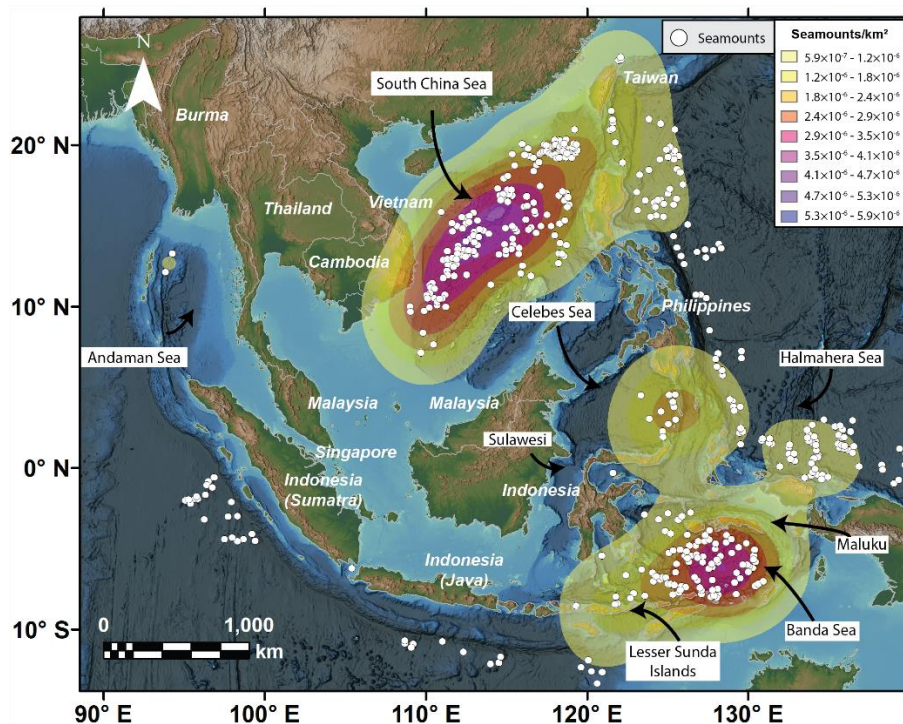 N
Seamounts
Seamounts/km²
5.9×10⁻⁷ - 1.2×10⁻⁶
1.2×10⁻⁶ - 1.8×10⁻⁶
1.8×10⁻⁶ - 2.4×10⁻⁶
2.4×10⁻⁶ - 2.9×10⁻⁶
2.9×10⁻⁶ - 3.5×10⁻⁶
3.5×10⁻⁶ - 4.1×10⁻⁶
4.1×10⁻⁶ - 4.7×10⁻⁶
4.7×10⁻⁶ - 5.3×10⁻⁶
5.3×10⁻⁶ - 5.9×10⁻⁶
South China Sea
Taiwan
Burma
20° N
Vietnam
Thailand
Cambodia
10° N
Philippines
Celebes Sea
Andaman Sea
Halmahera Sea
Malaysia
Malaysia
Sulawesi
Singapore
0° N
Indonesia
(Sumatra)
Indonesia
Maluku
Indonesia
(Java)
10° S
0
1,000
km
Banda Sea
Lesser Sunda
Islands
90° E
100° E
110° E
120° E
130° E